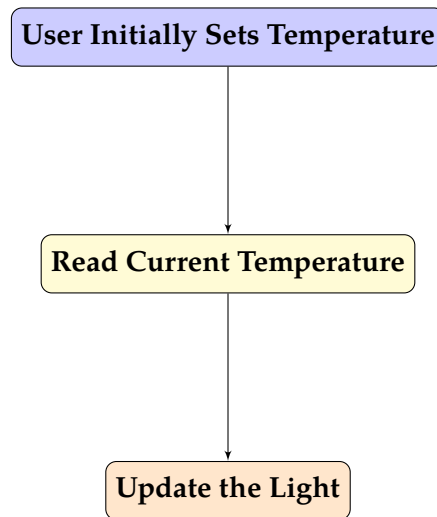 User Initially Sets Temperature
Read Current Temperature
Update the Light